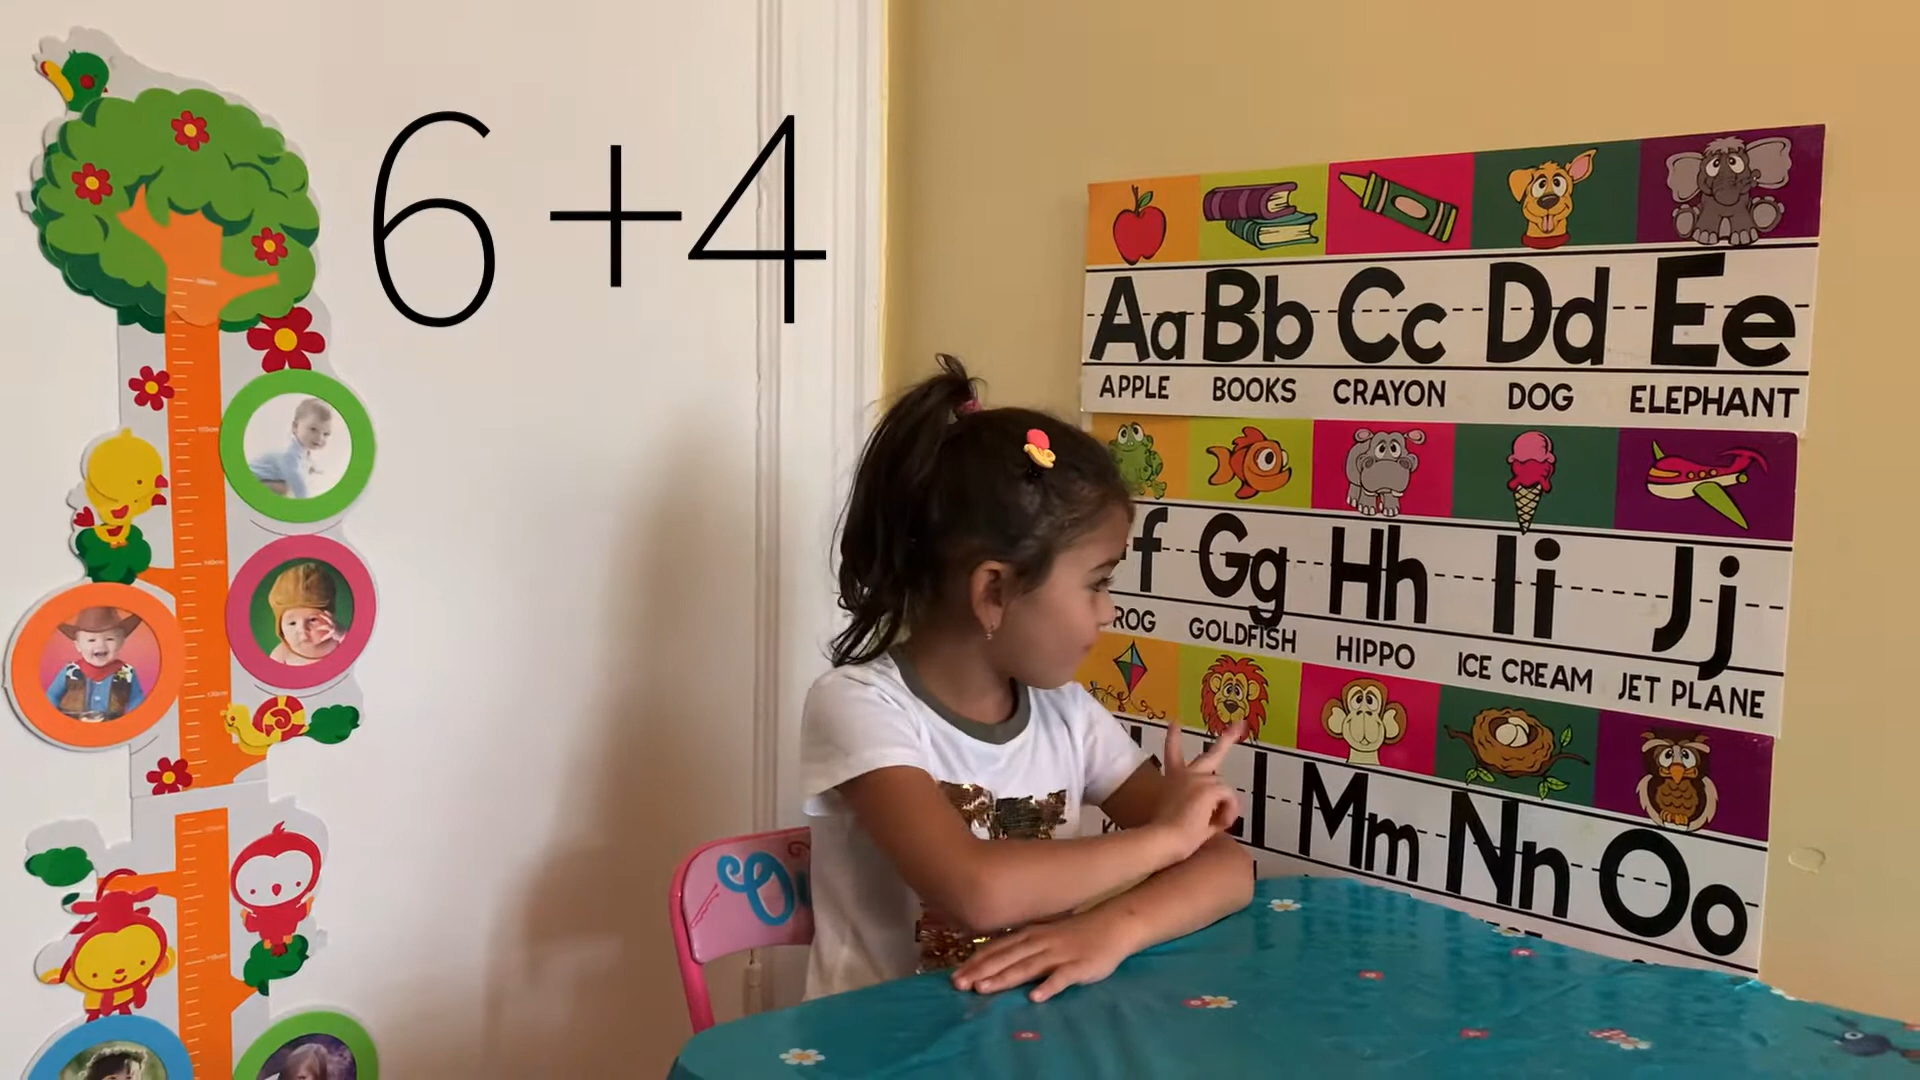 6+4
Aa Bb Cc Dd Ee
APPLE BOOKS CRAYON DOG ELEPHANT
f Gg Hh Ii Jj
ROG GOLDFISH HIPPO ICE CREAM JET PLANE
l Mm Nn Oo